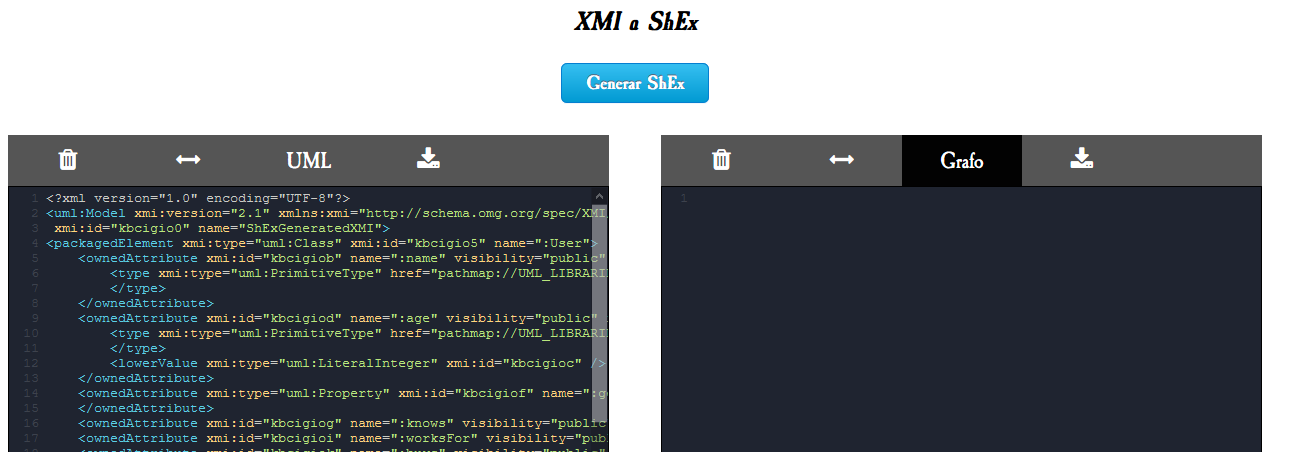 XMI a ShEx
Generar ShEx
UML
1 <?xml version="1.0" encoding="UTF-8"?>
2 <uml:Model xmi:version="2.1" xmlns:xmi="http://schema.omg.org/spec/XMI
3 xmi:id="kbcigio0" name="ShExGeneratedXMI">
4 <packagedElement xmi:type="uml:Class" xmi:id="kbcigio5" name=":User">
5 <ownedAttribute xmi:id="kbcigiob" name=":name" visibility="public"
6 <type xmi:type="uml:PrimitiveType" href="pathmap://UML_LIBRARI
7 </type>
8 </ownedAttribute>
9 <ownedAttribute xmi:id="kbcigiod" name=":age" visibility="public"
10 <type xmi:type="uml:PrimitiveType" href="pathmap://UML_LIBRARI
11 </type>
12 <lowerValue xmi:type="uml:LiteralInteger" xmi:id="kbcigioc" />
13 </ownedAttribute>
14 <ownedAttribute xmi:type="uml:Property" xmi:id="kbcigiof" name=":g
15 </ownedAttribute>
16 <ownedAttribute xmi:id="kbcigiog" name=":knows" visibility="public
17 <ownedAttribute xmi:id="kbcigioi" name=":worksFor" visibility="pub
Grafo
1